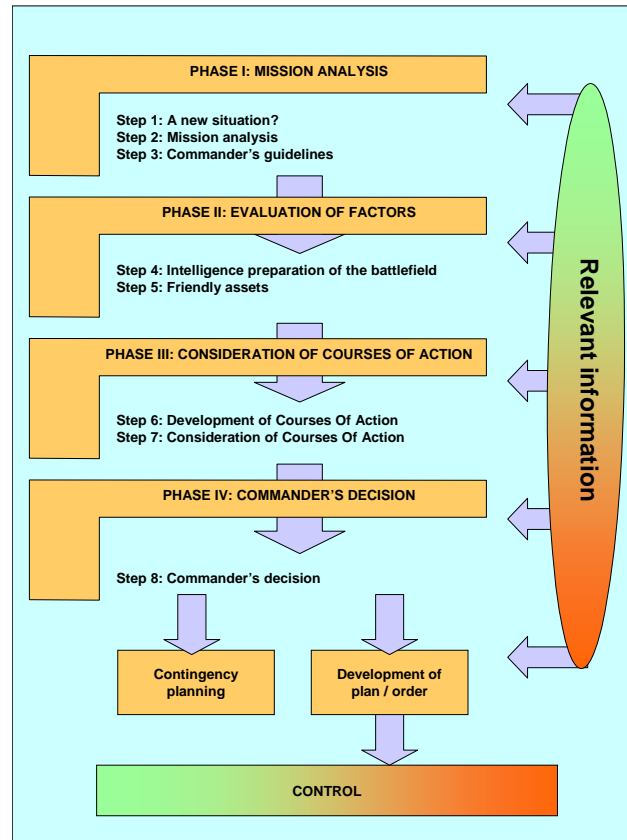 PHASE I: MISSION ANALYSIS
Step 1: A new situation?
Step 2: Mission analysis
Step 3: Commander’s guidelines
PHASE II: EVALUATION OF FACTORS
Step 4: Intelligence preparation of the battlefield
Step 5: Friendly assets
PHASE III: CONSIDERATION OF COURSES OF ACTION
Step 6: Development of Courses Of Action
Step 7: Consideration of Courses Of Action
PHASE IV: COMMANDER’S DECISION
Step 8: Commander’s decision
Contingency
planning
Development of
plan / order
CONTROL
Relevant information